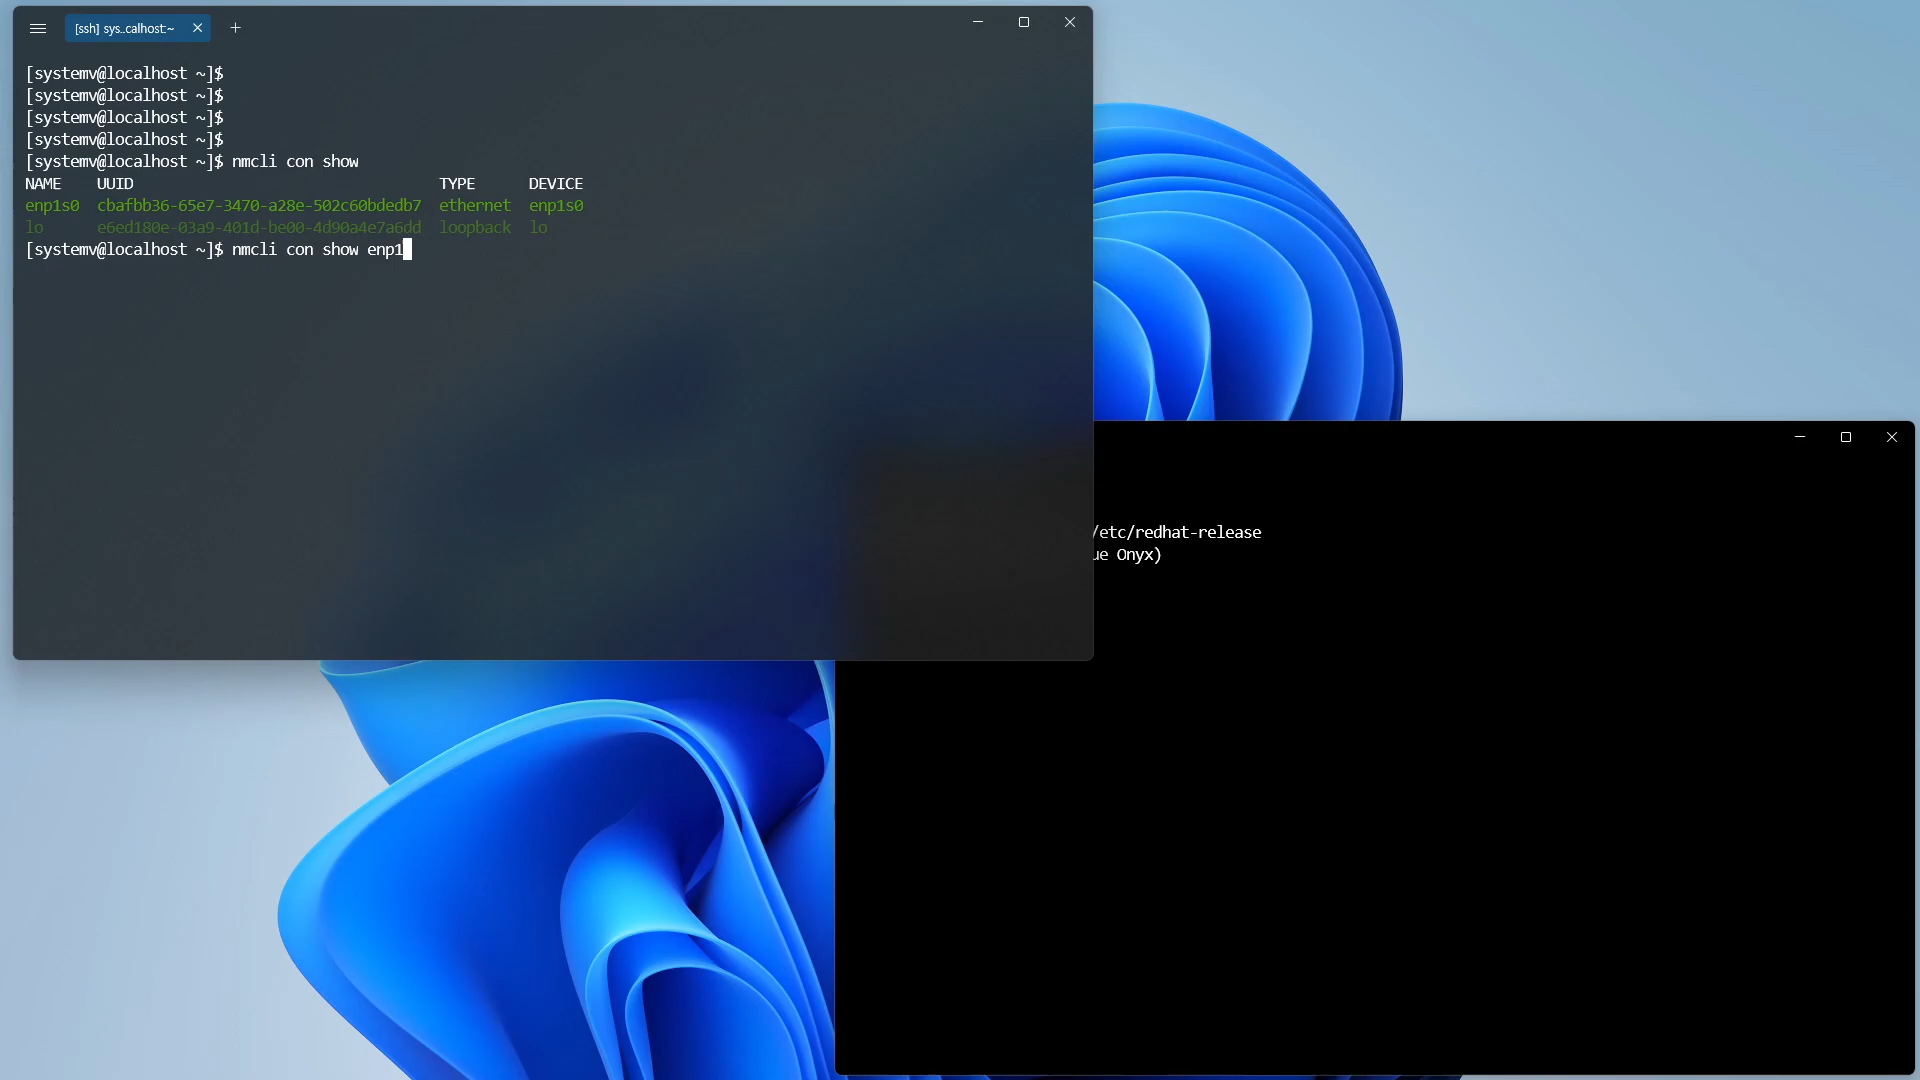 [ssh] sys..calhost:~
[systemv@localhost ~]$
[systemv@localhost ~]$
[systemv@localhost ~]$
[systemv@localhost ~]$
[systemv@localhost ~]$ nmcli con show
NAME UUID TYPE DEVICE
enp1s0 cbafbb36-65e7-3470-a28e-502c60bdedb7 ethernet enp1s0
lo e6ed180e-03a9-401d-be00-4d90a4e7a6dd loopback lo
[systemv@localhost ~]$ nmcli con show enp1
/etc/redhat-release
ue Onyx)